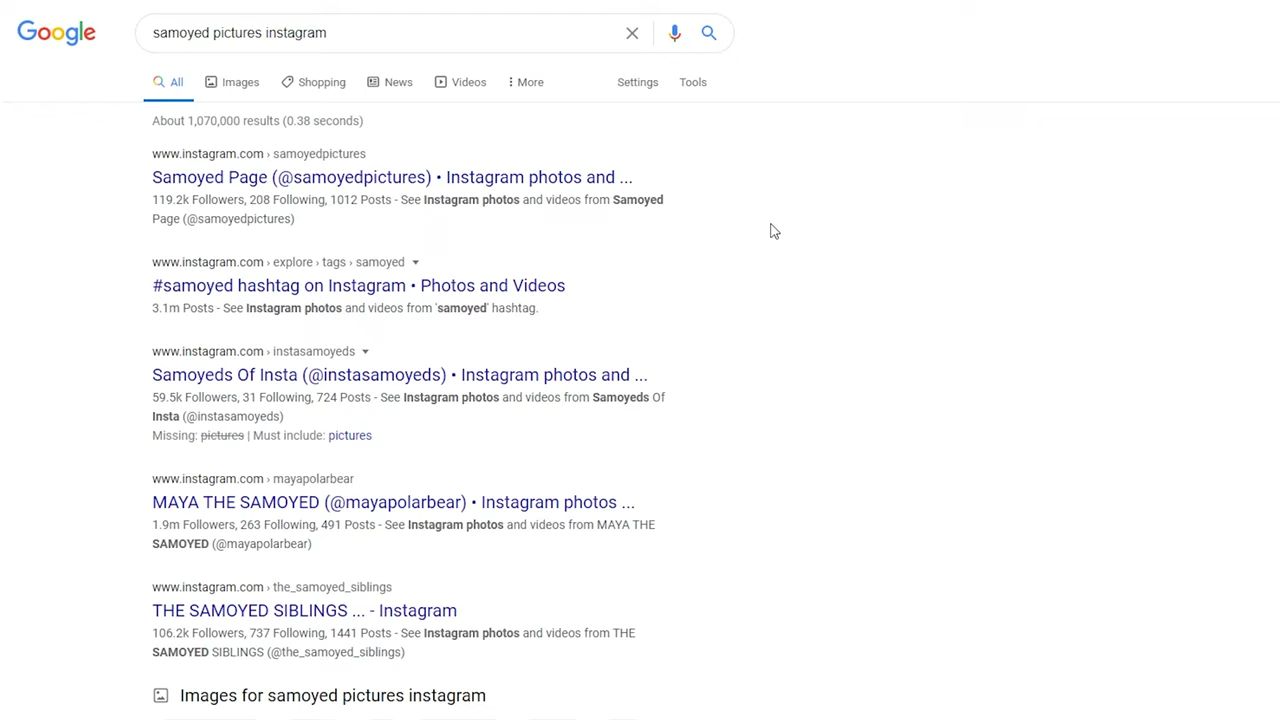 Google
samoyed pictures instagram
All Images Shopping News Videos More Settings Tools
About 1,070,000 results (0.38 seconds)
www.instagram.com › samoyedpictures
Samoyed Page (@samoyedpictures) • Instagram photos and ...
119.2k Followers, 208 Following, 1012 Posts - See Instagram photos and videos from Samoyed
Page (@samoyedpictures)
www.instagram.com › explore › tags › samoyed
#samoyed hashtag on Instagram • Photos and Videos
3.1m Posts - See Instagram photos and videos from 'samoyed' hashtag.
www.instagram.com › instasamoyeds
Samoyeds Of Insta (@instasamoyeds) • Instagram photos and ...
59.5k Followers, 31 Following, 724 Posts - See Instagram photos and videos from Samoyeds Of
Insta (@instasamoyeds)
Missing: pictures | Must include: pictures
www.instagram.com › mayapolarbear
MAYA THE SAMOYED (@mayapolarbear) • Instagram photos ...
1.9m Followers, 263 Following, 491 Posts - See Instagram photos and videos from MAYA THE
SAMOYED (@mayapolarbear)
www.instagram.com › the_samoyed_siblings
THE SAMOYED SIBLINGS ... - Instagram
106.2k Followers, 737 Following, 1441 Posts - See Instagram photos and videos from THE
SAMOYED SIBLINGS (@the_samoyed_siblings)
Images for samoyed pictures instagram